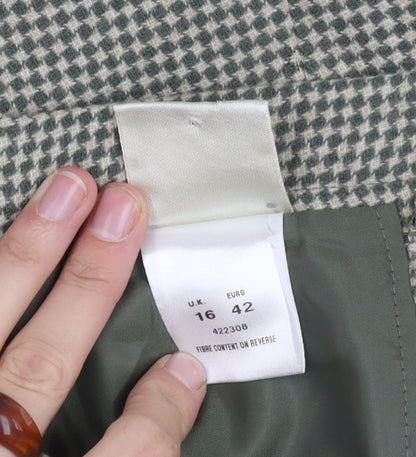 U.K. EURO
16 42
422308
FIBRE CONTENT ON REVERSE